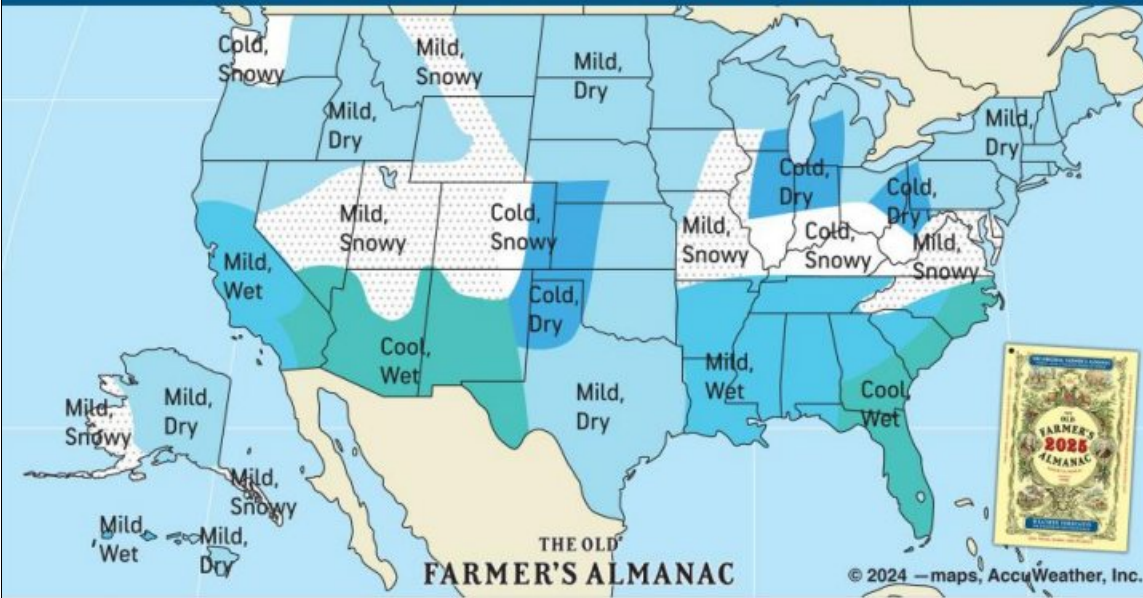 Cold,
Snowy
Mild,
Snowy
Mild,
Dry
Mild,
Dry
Mild,
Dry
Cold,
Dry
Cold,
Dry
Mild,
Snowy
Cold,
Snowy
Mild,
Snowy
Cold,
Snowy
Mild,
Snowy
Mild,
Wet
Cold,
Dry
Cool,
Wet
Mild,
Wet
Cool,
Wet
Mild,
Dry
Mild,
Snowy
Mild,
Dry
Mild,
Snowy
Mild,
Wet
Mild,
Dry
THE OLD
FARMER'S
2025
ALMANAC
THE OLD
FARMER'S ALMANAC
© 2024 —maps, AccuWeather, Inc.